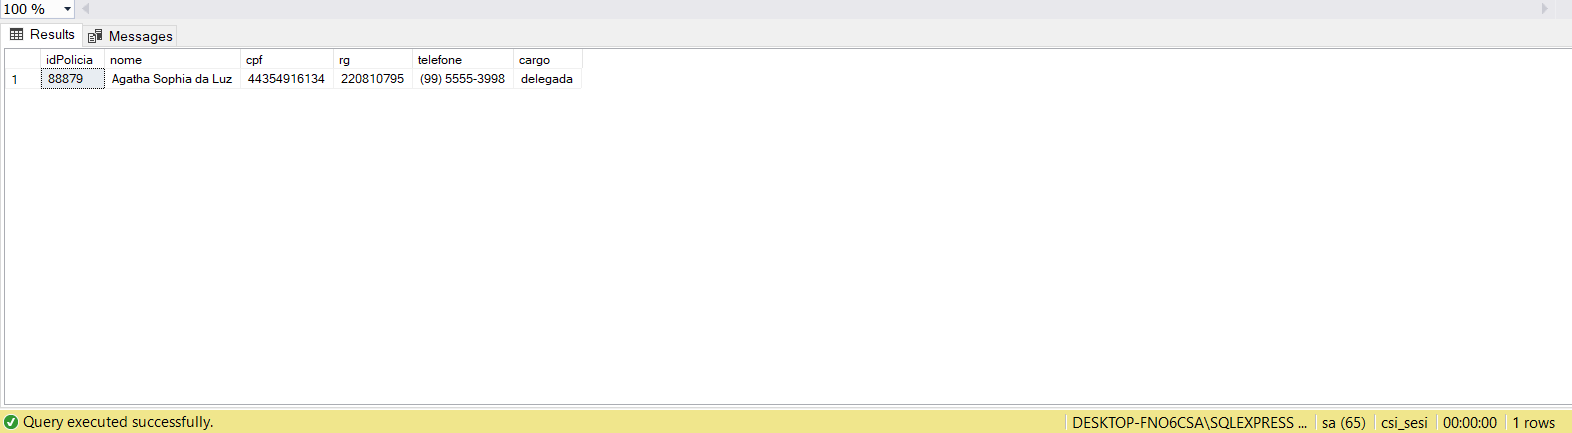 100 %
Results Messages
idPolicia nome cpf rg telefone cargo
1 88879 Agatha Sophia da Luz 44354916134 220810795 (99) 5555-3998 delegada
Query executed successfully. DESKTOP-FNO6CSA\SQLEXPRESS ... sa (65) csi_sesi 00:00:00 1 rows